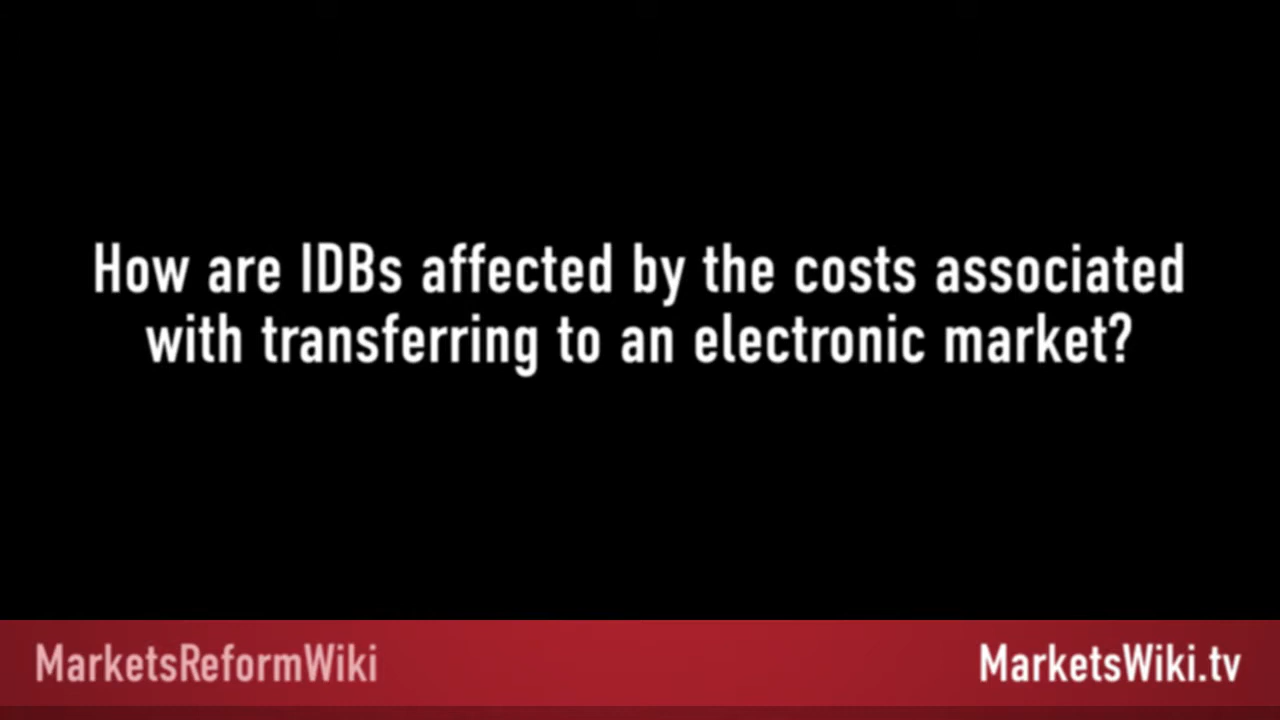 How are IDBs affected by the costs associated
with transferring to an electronic market?
MarketsReformWiki
MarketsWiki.tv